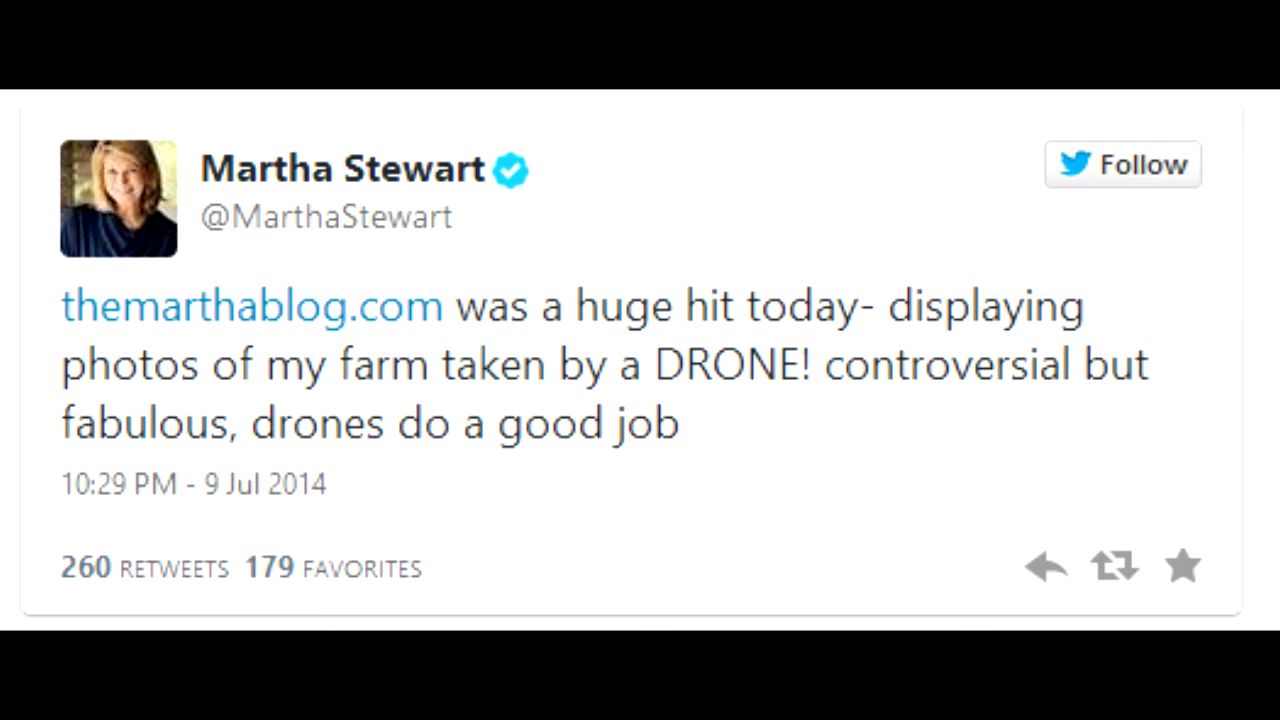 Martha Stewart
Follow
@MarthaStewart
themarthablog.com was a huge hit today- displaying
photos of my farm taken by a DRONE! controversial but
fabulous, drones do a good job
10:29 PM - 9 Jul 2014
260 RETWEETS 179 FAVORITES